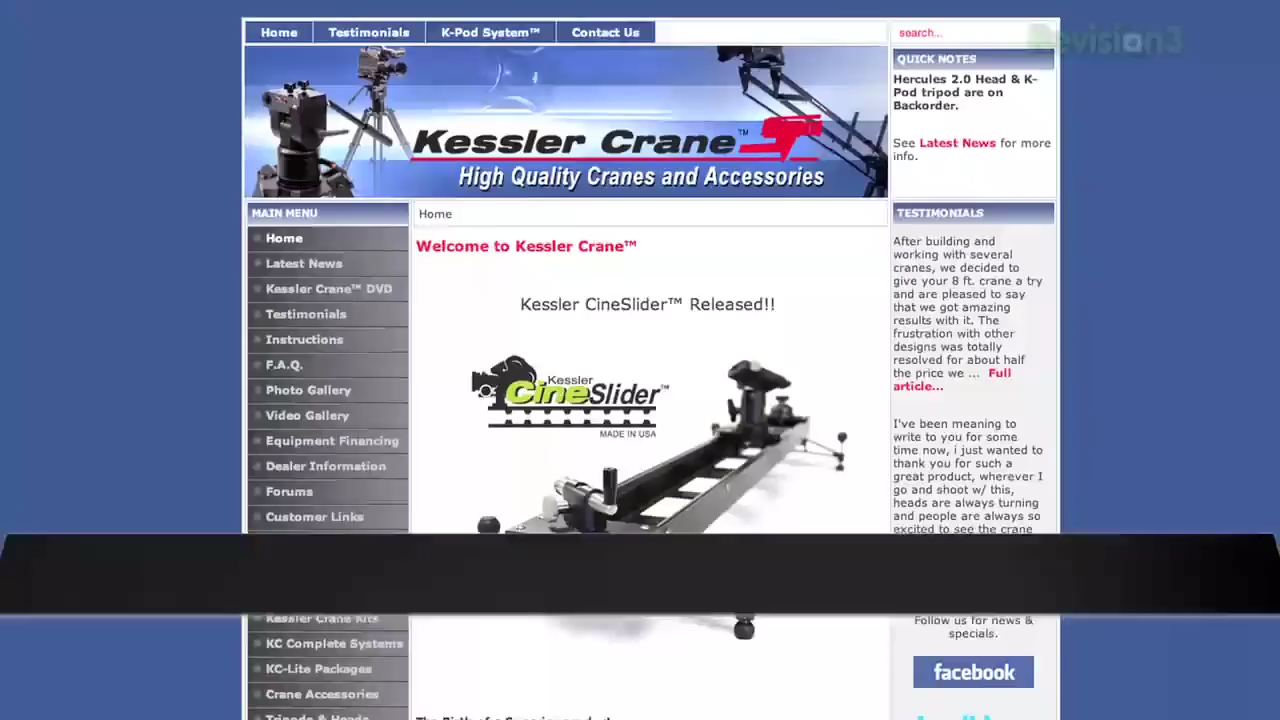 Home
Testimonials
K-Pod System™
Contact Us
search...
Revision3
Kessler Crane™
High Quality Cranes and Accessories
QUICK NOTES
Hercules 2.0 Head & K-
Pod tripod are on
Backorder.
See Latest News for more
info.
MAIN MENU
Home
Latest News
Kessler Crane™ DVD
Testimonials
Instructions
F.A.Q.
Photo Gallery
Video Gallery
Equipment Financing
Dealer Information
Forums
Customer Links
Kessler Crane Kits
KC Complete Systems
KC-Lite Packages
Crane Accessories
Tripods & Heads
Home
Welcome to Kessler Crane™
Kessler CineSlider™ Released!!
Kessler
CineSlider™
MADE IN USA
TESTIMONIALS
After building and
working with several
cranes, we decided to
give your 8 ft. crane a try
and are pleased to say
that we got amazing
results with it. The
frustration with other
designs was totally
resolved for about half
the price we ... Full
article...
I've been meaning to
write to you for some
time now, i just wanted to
thank you for such a
great product, wherever I
go and shoot w/ this,
heads are always turning
and people are always so
excited to see the crane
Follow us for news &
specials.
facebook